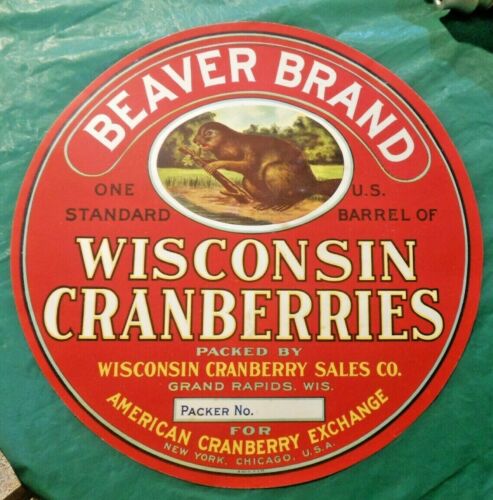 BEAVER BRAND
ONE U.S.
STANDARD BARREL OF
WISCONSIN
CRANBERRIES
PACKED BY
WISCONSIN CRANBERRY SALES CO.
GRAND RAPIDS, WIS.
PACKER NO.
FOR
AMERICAN CRANBERRY EXCHANGE
NEW YORK, CHICAGO, U.S.A.